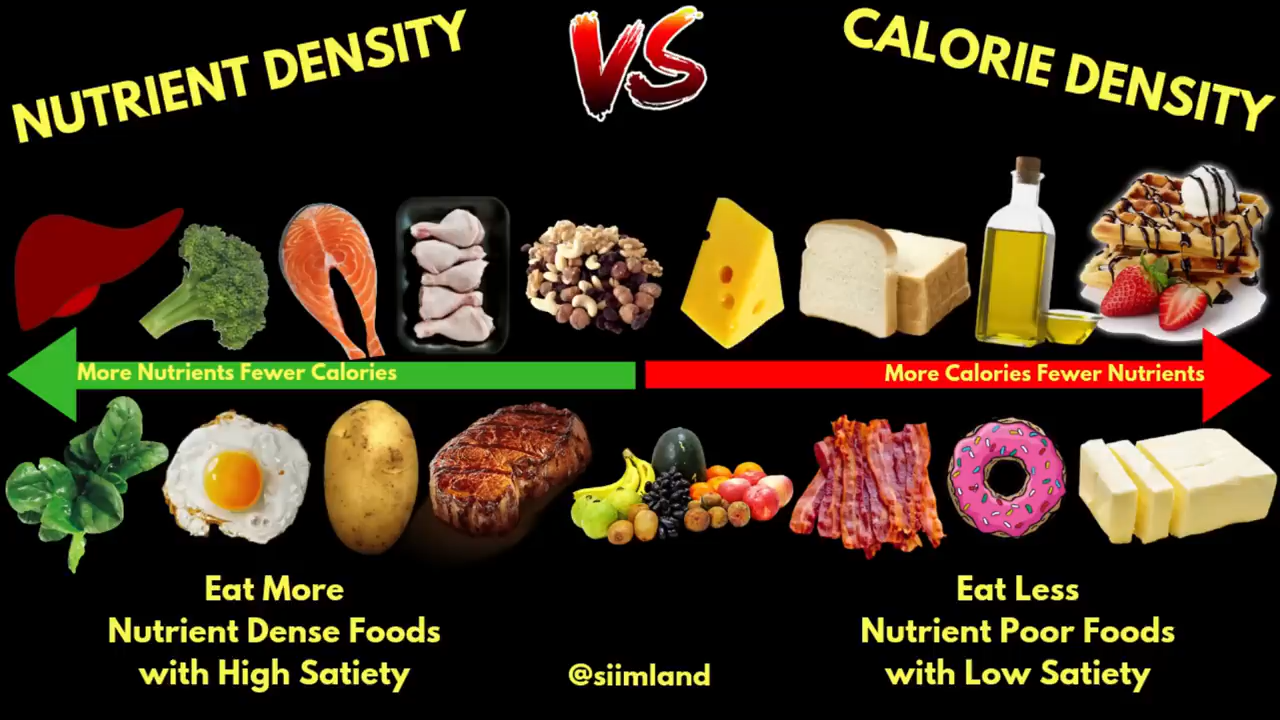 NUTRIENT DENSITY
VS
CALORIE DENSITY
More Nutrients Fewer Calories
More Calories Fewer Nutrients
Eat More
Nutrient Dense Foods
with High Satiety
@siimland
Eat Less
Nutrient Poor Foods
with Low Satiety